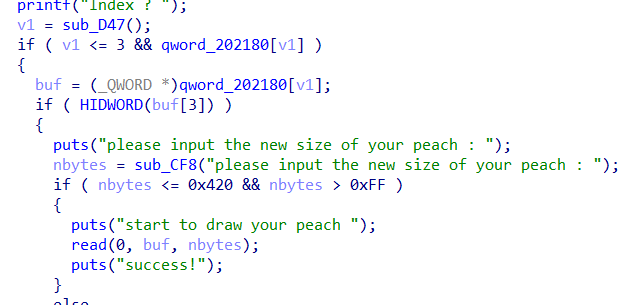 printf("Index ? ");
v1 = sub_D47();
if ( v1 <= 3 && qword_202180[v1] )
{
buf = (_QWORD *)qword_202180[v1];
if ( HIDWORD(buf[3]) )
{
puts("please input the new size of your peach : ");
nbytes = sub_CF8("please input the new size of your peach : ");
if ( nbytes <= 0x420 && nbytes > 0xFF )
{
puts("start to draw your peach ");
read(0, buf, nbytes);
puts("success!");
}
else